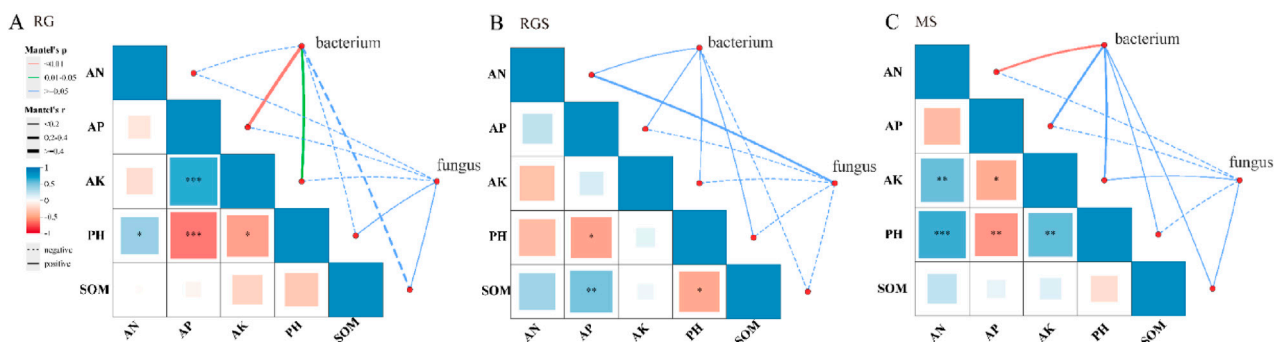 A RG
bacterium
fungus
Mantel's p
<0.01
0.01-0.05
>=0.05
Mantel's r
<0.2
0.2-0.4
>=0.4
1
0.5
0
-0.5
-1
negative
positive
AN
AP
AK
PH
SOM
***
* *** *
AN AP AK PH SOM
B RGS
bacterium
fungus
AN
AP
AK
PH
SOM
*
** *
AN AP AK PH SOM
C MS
bacterium
fungus
AN
AP
AK
PH
SOM
** *
*** ** **
AN AP AK PH SOM